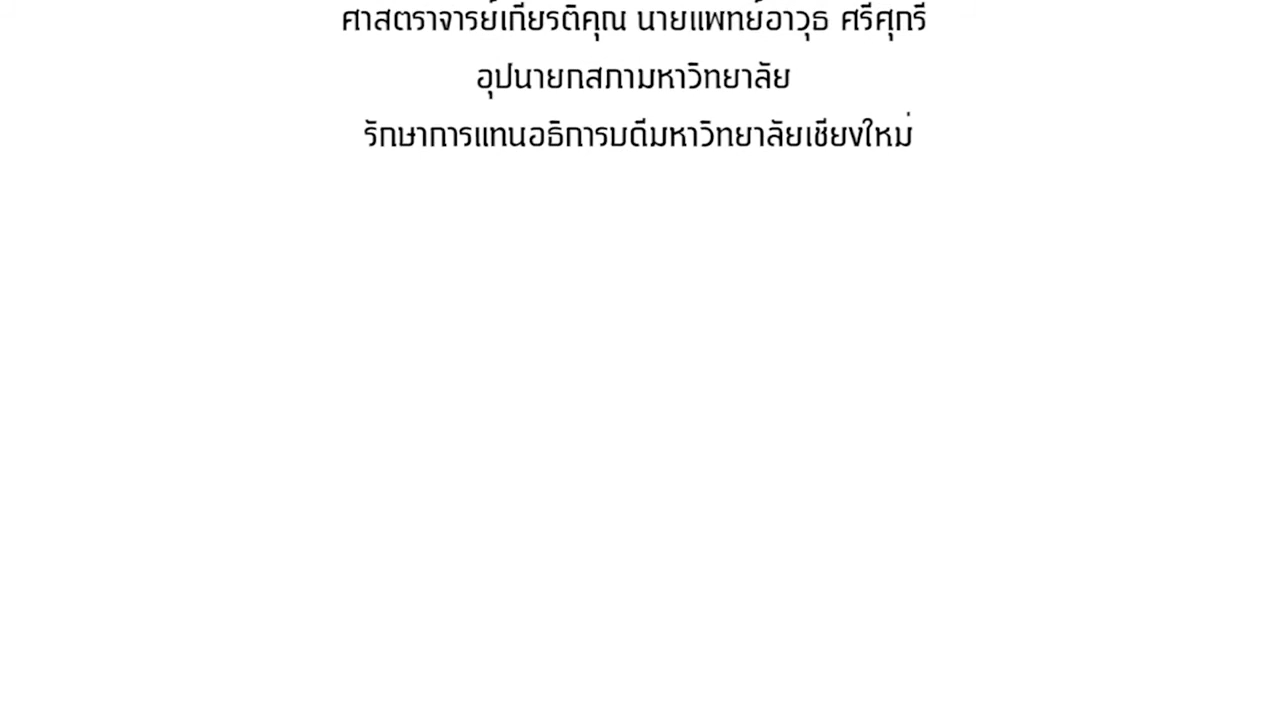 ศาสตราจารย์เกียรติคุณ นายแพทย์อาวุธ ศรีศุกรี
อุปนายกสภามหาวิทยาลัย
รักษาการแทนอธิการบดีมหาวิทยาลัยเชียงใหม่